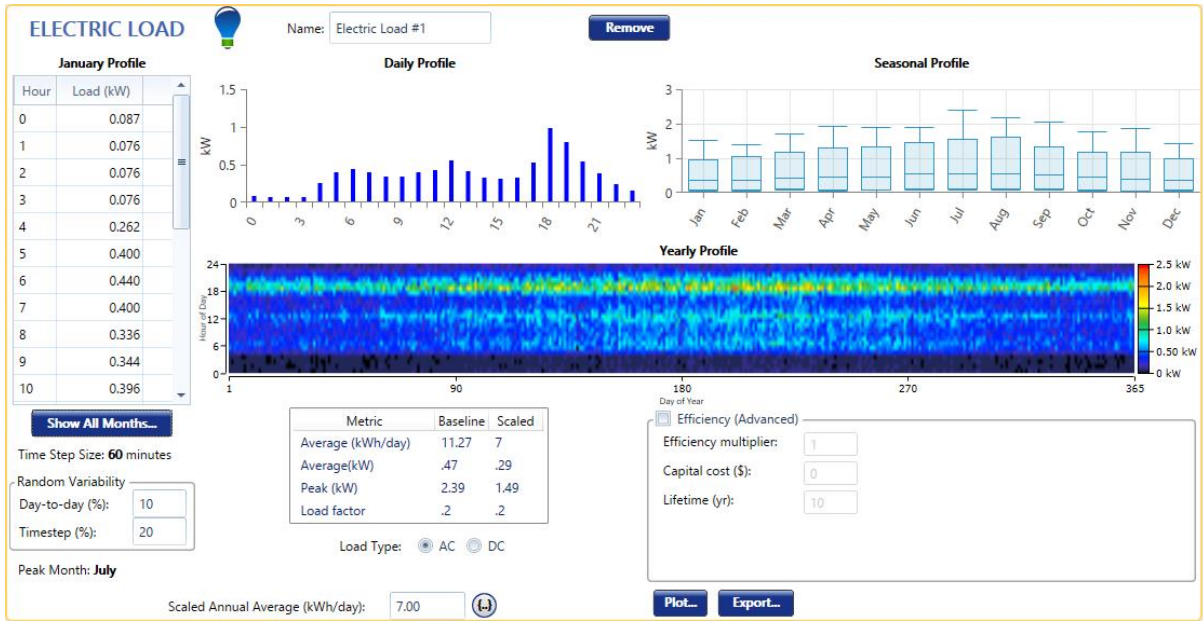 ELECTRIC LOAD
Name: Electric Load #1
Remove
January Profile
Hour Load (kW)
0 0.087
1 0.076
2 0.076
3 0.076
4 0.262
5 0.400
6 0.440
7 0.400
8 0.336
9 0.344
10 0.396
Show All Months...
Time Step Size: 60 minutes
Random Variability
Day-to-day (%): 10
Timestep (%): 20
Peak Month: July
Daily Profile
kW
1.5
1
0.5
0
0 3 6 9 12 15 18 21
Seasonal Profile
kW
3
2
1
0
Jan Feb Mar Apr May Jun Jul Aug Sep Oct Nov Dec
Yearly Profile
Hour of Day
24
18
12
6
0
1 90 180 270 365
Day of Year
2.5 kW
2.0 kW
1.5 kW
1.0 kW
0.50 kW
0 kW
Metric Baseline Scaled
Average (kWh/day) 11.27 7
Average(kW) .47 .29
Peak (kW) 2.39 1.49
Load factor .2 .2
Load Type: AC DC
Scaled Annual Average (kWh/day): 7.00 {..}
Efficiency (Advanced)
Efficiency multiplier: 1
Capital cost ($): 0
Lifetime (yr): 10
Plot... Export...